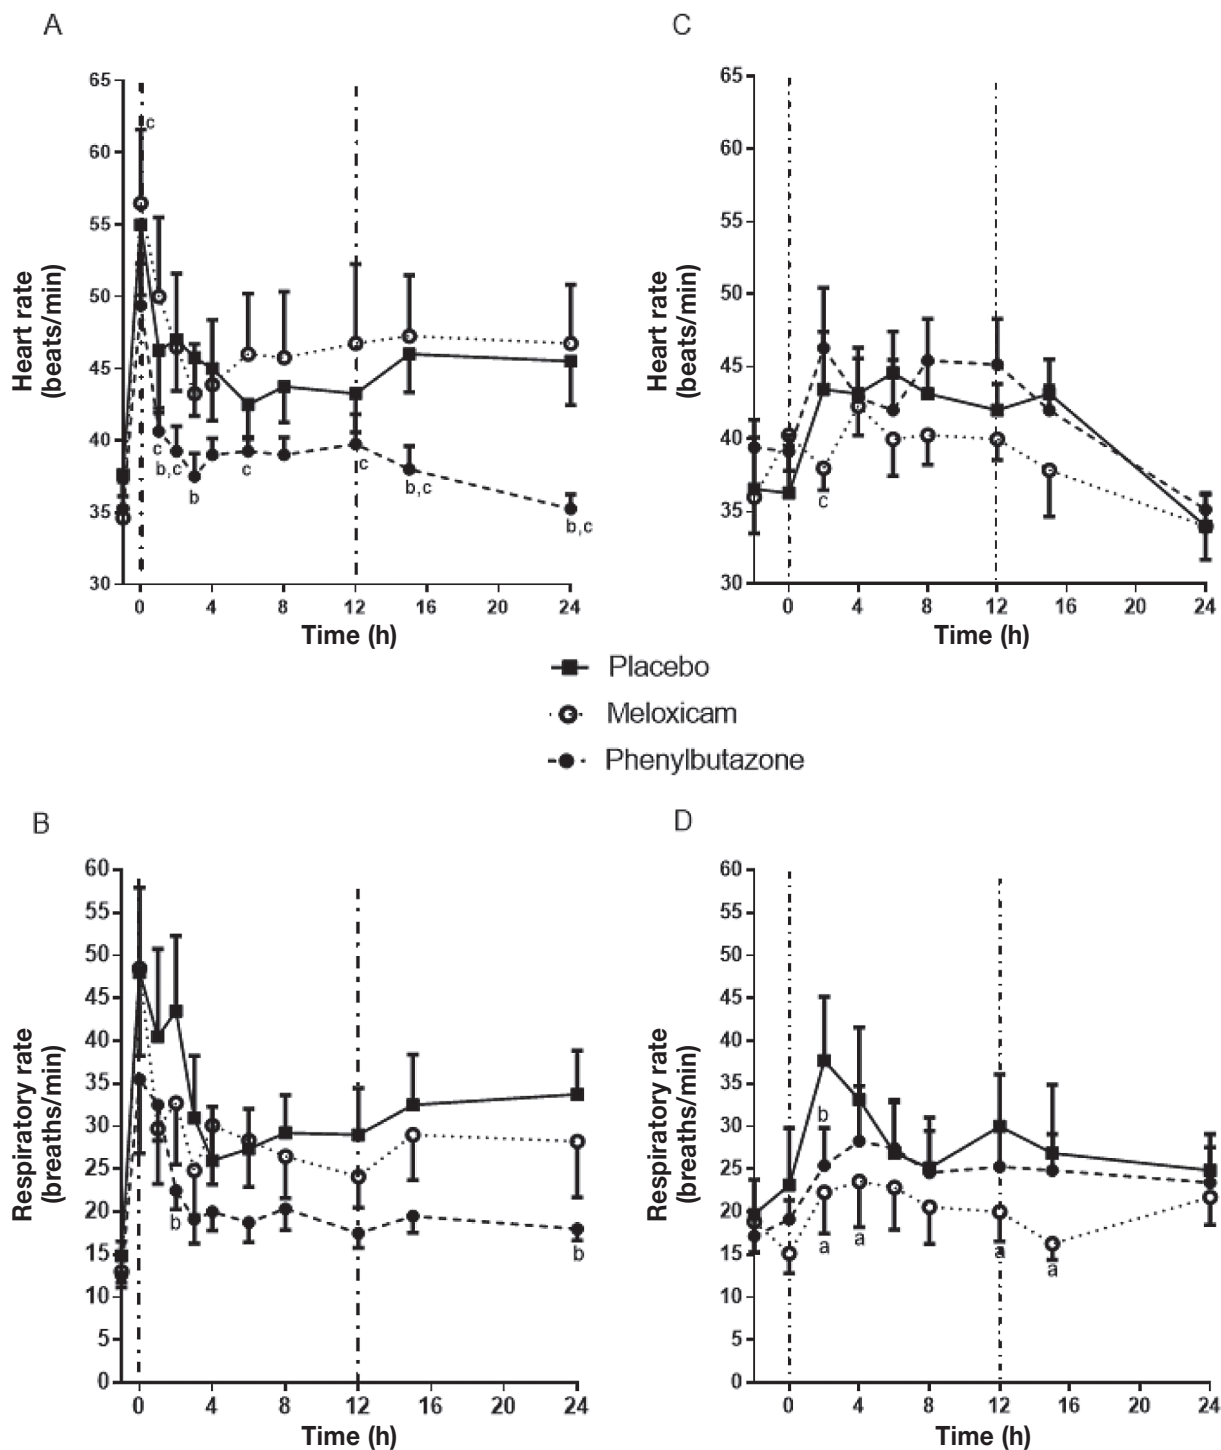 A
65
60
55
50
45
40
35
30
Heart rate
(beats/min)
c
c
b,c
b
c
c
b,c
b,c
0 4 8 12 16 20 24
Time (h)
C
65
60
55
50
45
40
35
30
Heart rate
(beats/min)
c
0 4 8 12 16 20 24
Time (h)
Placebo
Meloxicam
Phenylbutazone
B
60
55
50
45
40
35
30
25
20
15
10
5
0
Respiratory rate
(breaths/min)
b
b
0 4 8 12 16 20 24
Time (h)
D
60
55
50
45
40
35
30
25
20
15
10
5
0
Respiratory rate
(breaths/min)
b
a
a
a
a
0 4 8 12 16 20 24
Time (h)